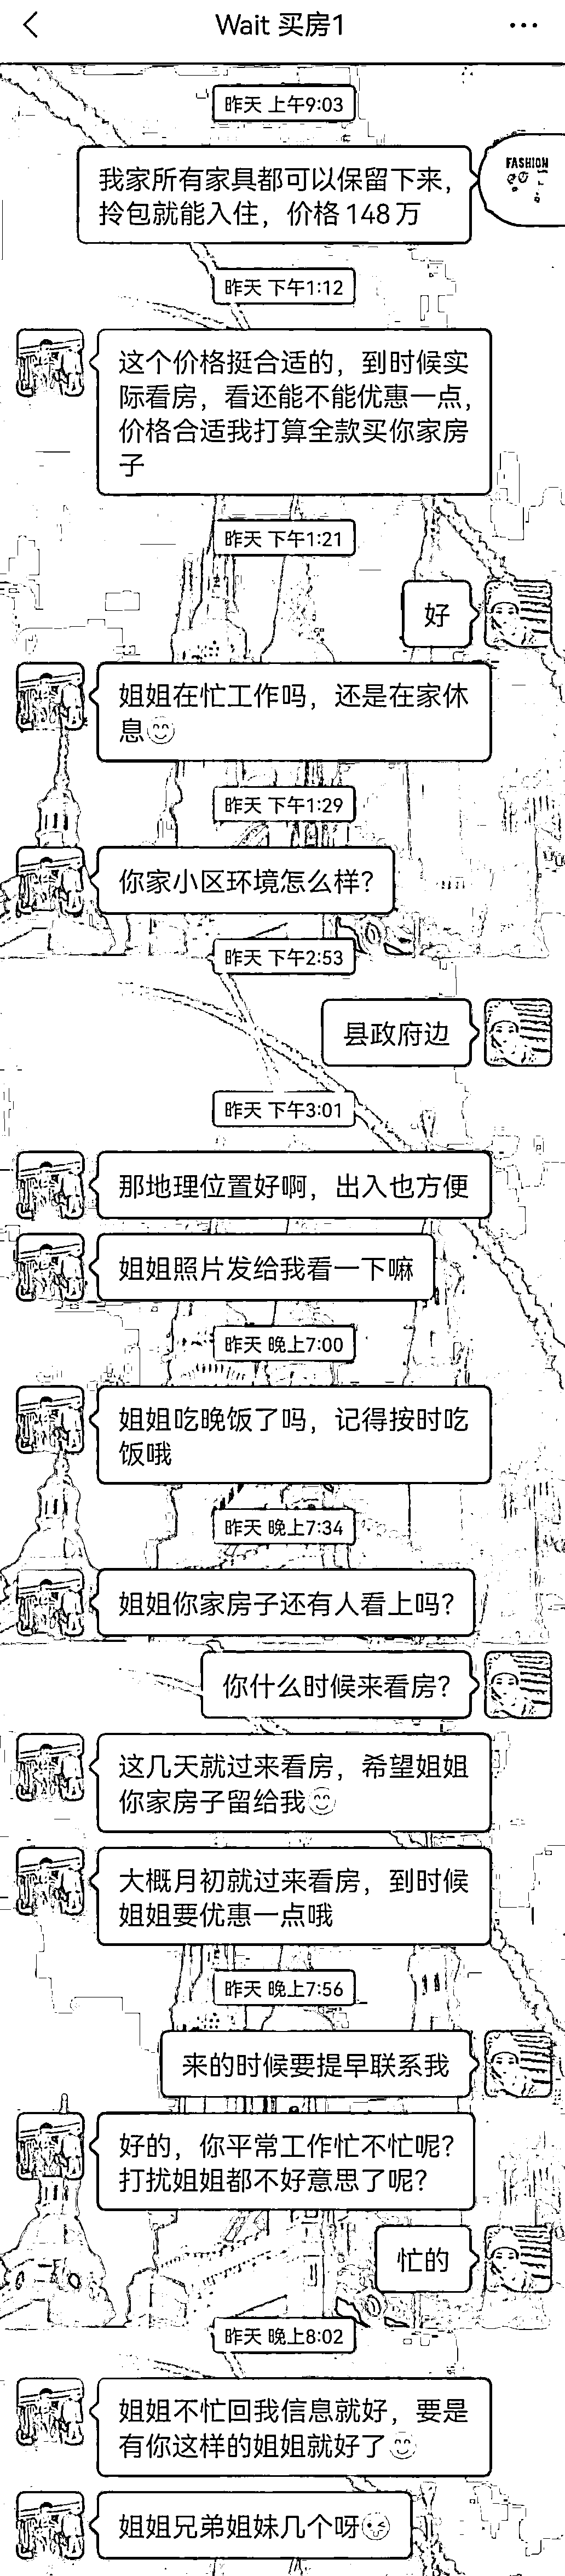 Wait 买房1
昨天 上午9:03
FASHION
我家所有家具都可以保留下来，
拎包就能入住，价格148万
昨天 下午1:12
这个价格挺合适的，到时候实
际看房，看还能不能优惠一点，
价格合适我打算全款买你家房
子
昨天 下午1:21
好
姐姐在忙工作吗，还是在家休
息😊
昨天 下午1:29
你家小区环境怎么样？
昨天 下午2:53
县政府边
昨天 下午3:01
那地理位置好啊，出入也方便
姐姐照片发给我看一下嘛
昨天 晚上7:00
姐姐吃晚饭了吗，记得按时吃
饭哦
昨天 晚上7:34
姐姐你家房子还有人看上吗？
你什么时候来看房？
这几天就过来看房，希望姐姐
你家房子留给我😊
大概月初就过来看房，到时候
姐姐要优惠一点哦
昨天 晚上7:56
来的时候要提早联系我
好的，你平常工作忙不忙呢？
打扰姐姐都不好意思了呢？
忙的
昨天 晚上8:02
姐姐不忙回我信息就好，要是
有你这样的姐姐就好了😊
姐姐兄弟姐妹几个呀😉